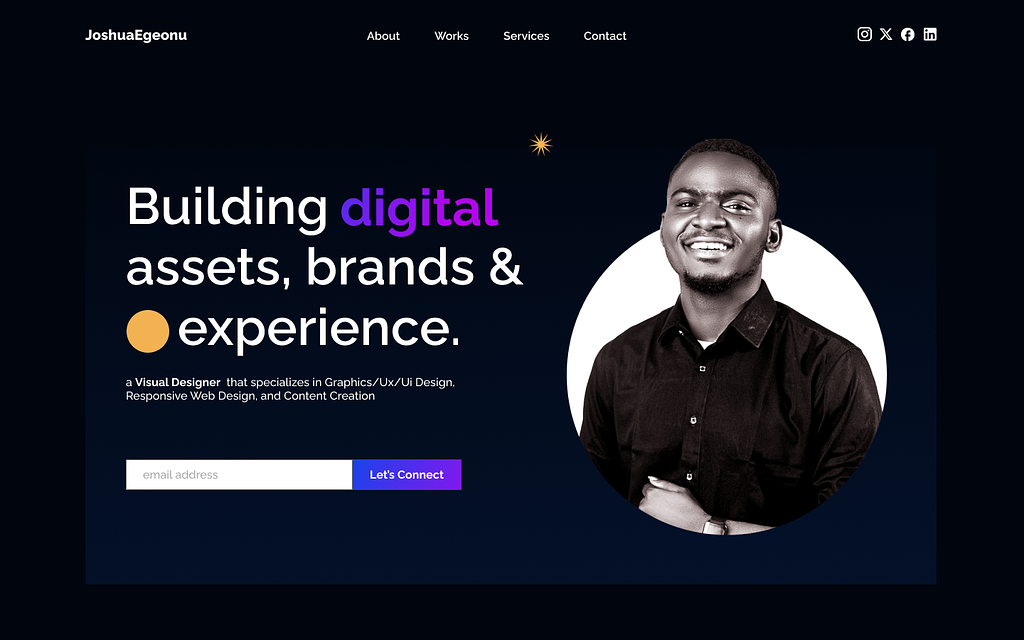 JoshuaEgeonu
About
Works
Services
Contact
Building digital
assets, brands &
experience.
a Visual Designer that specializes in Graphics/Ux/Ui Design,
Responsive Web Design, and Content Creation
email address
Let's Connect